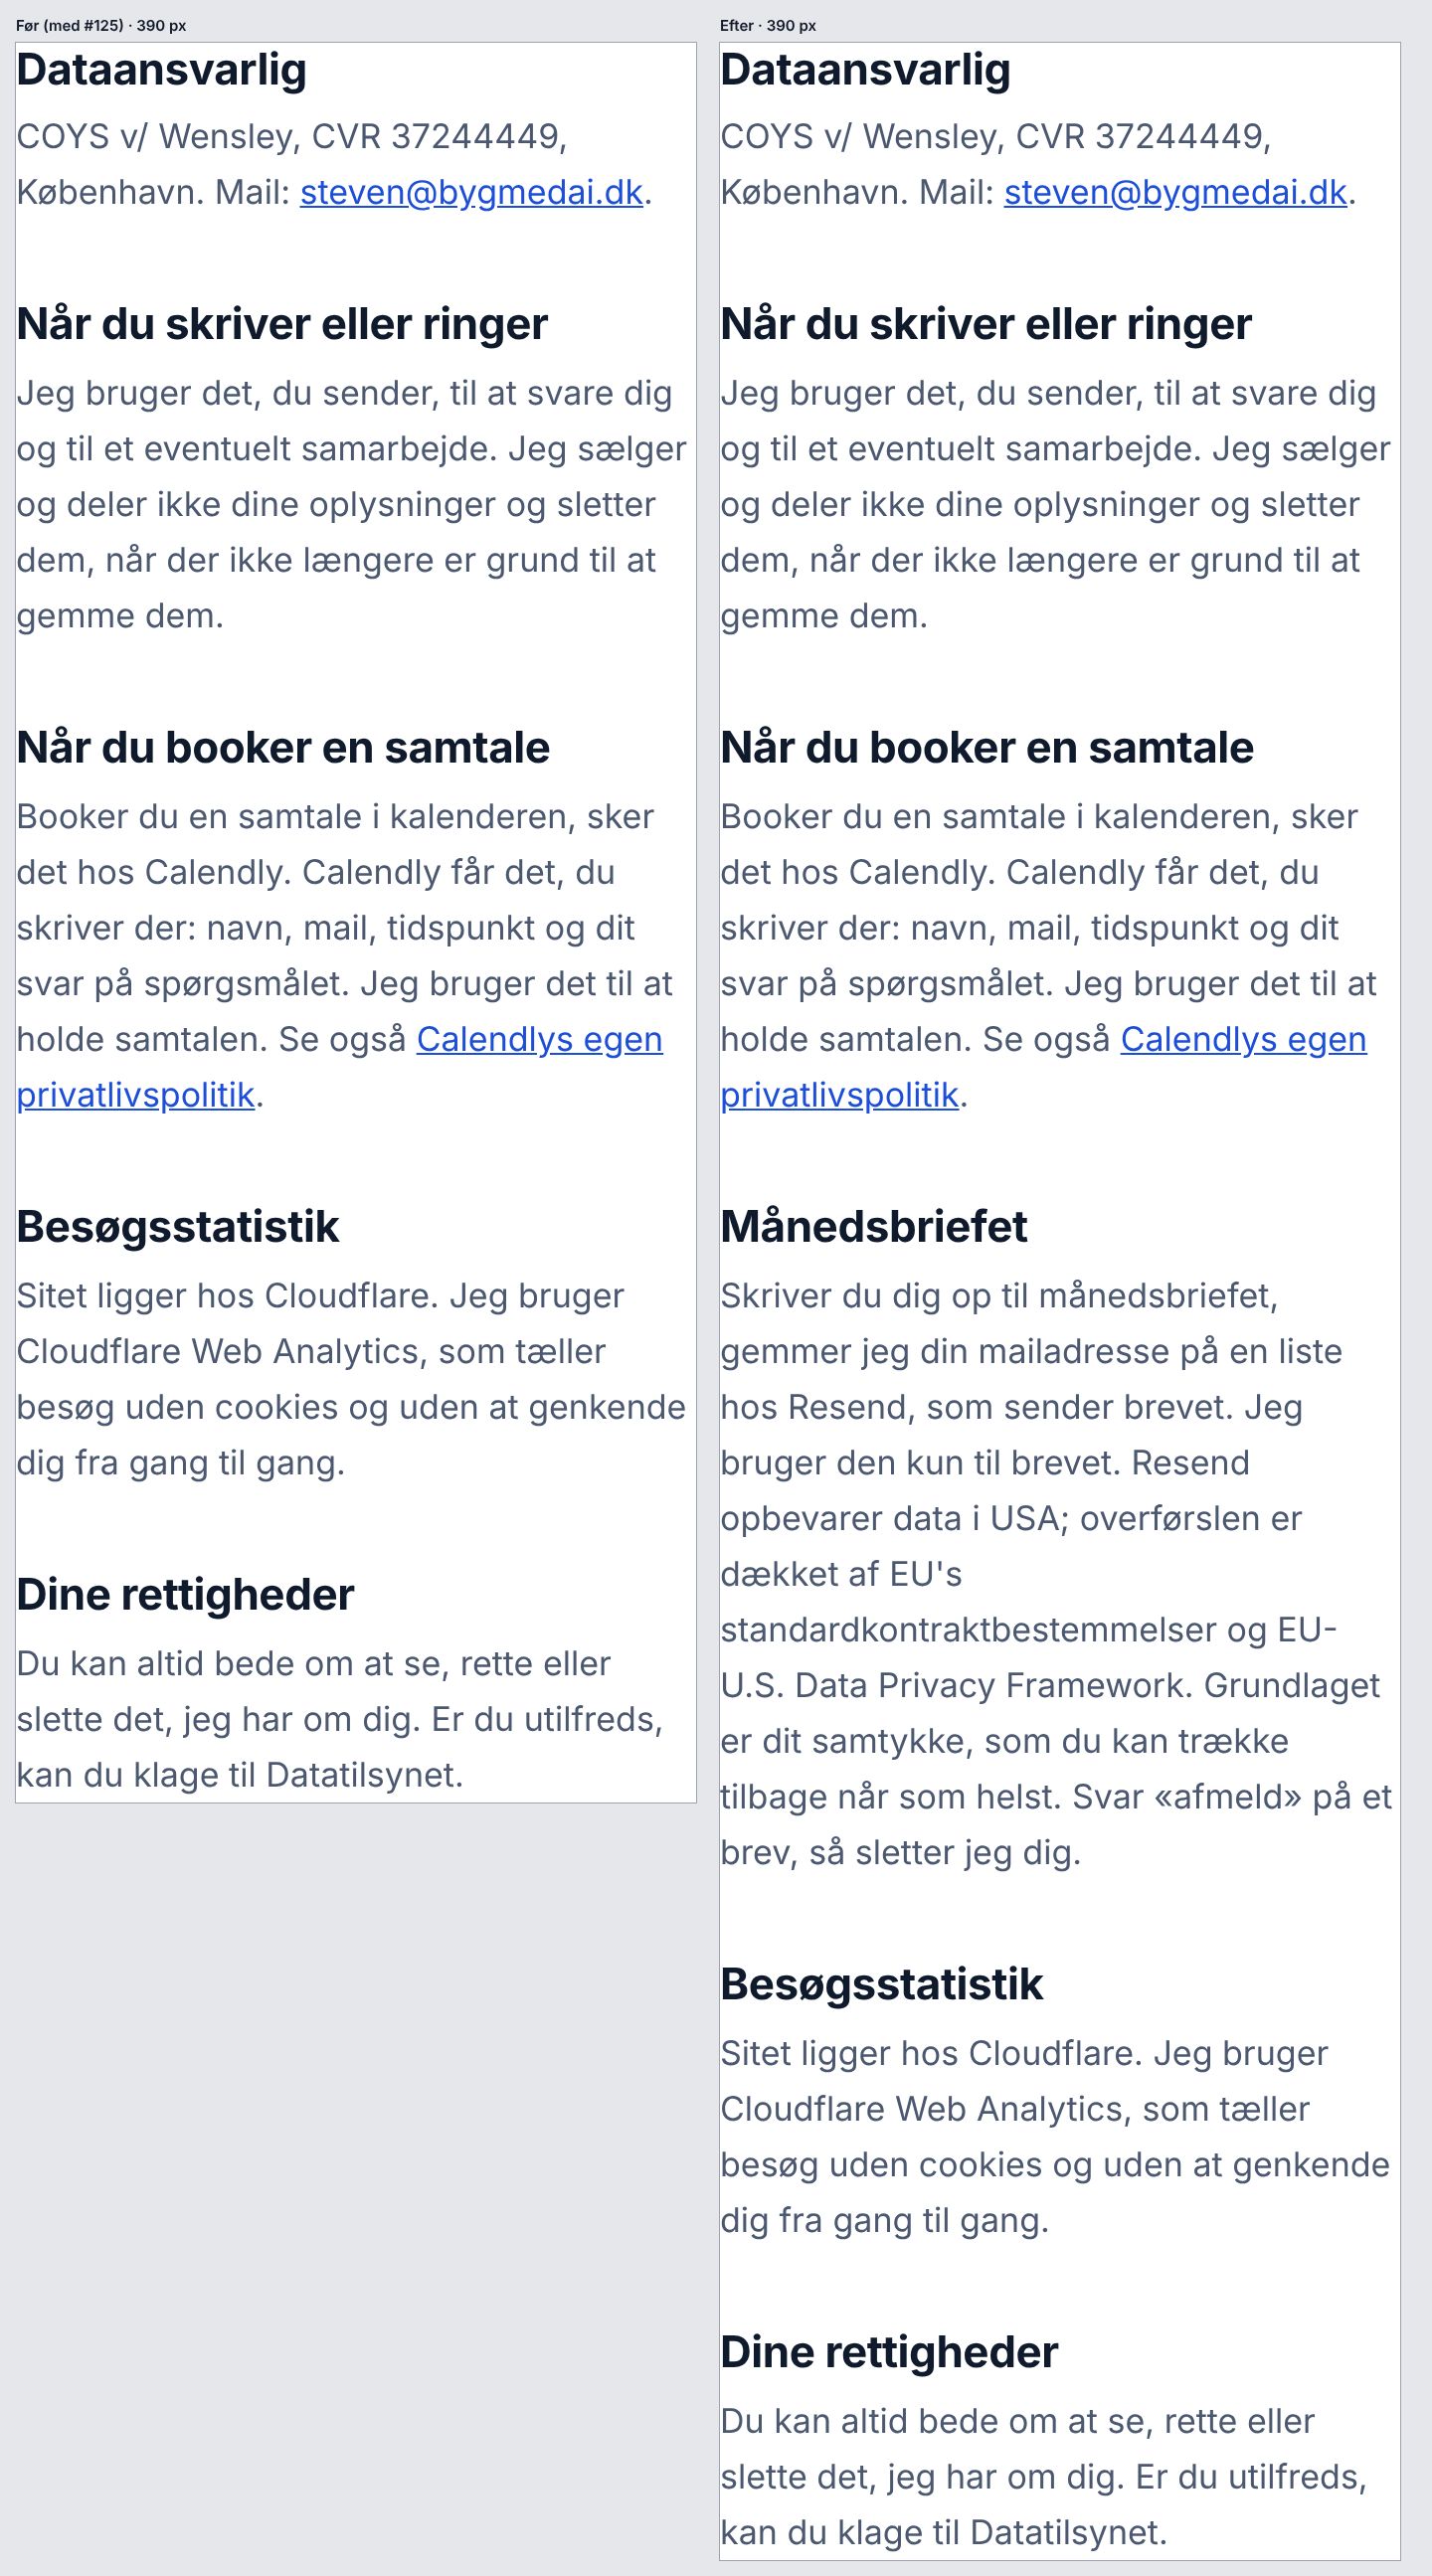 Før (med #125) · 390 px
Dataansvarlig
COYS v/ Wensley, CVR 37244449,
København. Mail: steven@bygmedai.dk.
Når du skriver eller ringer
Jeg bruger det, du sender, til at svare dig
og til et eventuelt samarbejde. Jeg sælger
og deler ikke dine oplysninger og sletter
dem, når der ikke længere er grund til at
gemme dem.
Når du booker en samtale
Booker du en samtale i kalenderen, sker
det hos Calendly. Calendly får det, du
skriver der: navn, mail, tidspunkt og dit
svar på spørgsmålet. Jeg bruger det til at
holde samtalen. Se også Calendlys egen
privatlivspolitik.
Besøgsstatistik
Sitet ligger hos Cloudflare. Jeg bruger
Cloudflare Web Analytics, som tæller
besøg uden cookies og uden at genkende
dig fra gang til gang.
Dine rettigheder
Du kan altid bede om at se, rette eller
slette det, jeg har om dig. Er du utilfreds,
kan du klage til Datatilsynet.
Efter · 390 px
Dataansvarlig
COYS v/ Wensley, CVR 37244449,
København. Mail: steven@bygmedai.dk.
Når du skriver eller ringer
Jeg bruger det, du sender, til at svare dig
og til et eventuelt samarbejde. Jeg sælger
og deler ikke dine oplysninger og sletter
dem, når der ikke længere er grund til at
gemme dem.
Når du booker en samtale
Booker du en samtale i kalenderen, sker
det hos Calendly. Calendly får det, du
skriver der: navn, mail, tidspunkt og dit
svar på spørgsmålet. Jeg bruger det til at
holde samtalen. Se også Calendlys egen
privatlivspolitik.
Månedsbriefet
Skriver du dig op til månedsbriefet,
gemmer jeg din mailadresse på en liste
hos Resend, som sender brevet. Jeg
bruger den kun til brevet. Resend
opbevarer data i USA; overførslen er
dækket af EU's
standardkontraktbestemmelser og EU-
U.S. Data Privacy Framework. Grundlaget
er dit samtykke, som du kan trække
tilbage når som helst. Svar «afmeld» på et
brev, så sletter jeg dig.
Besøgsstatistik
Sitet ligger hos Cloudflare. Jeg bruger
Cloudflare Web Analytics, som tæller
besøg uden cookies og uden at genkende
dig fra gang til gang.
Dine rettigheder
Du kan altid bede om at se, rette eller
slette det, jeg har om dig. Er du utilfreds,
kan du klage til Datatilsynet.